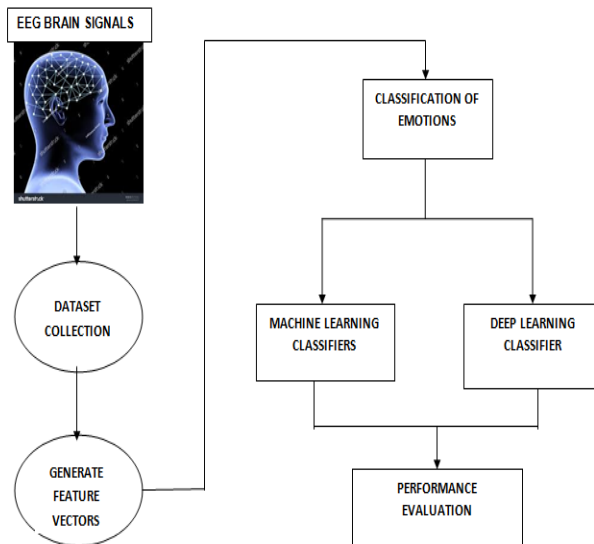 EEG BRAIN SIGNALS
shutterstock
DATASET
COLLECTION
GENERATE
FEATURE
VECTORS
CLASSIFICATION OF
EMOTIONS
MACHINE LEARNING
CLASSIFIERS
DEEP LEARNING
CLASSIFIER
PERFORMANCE
EVALUATION